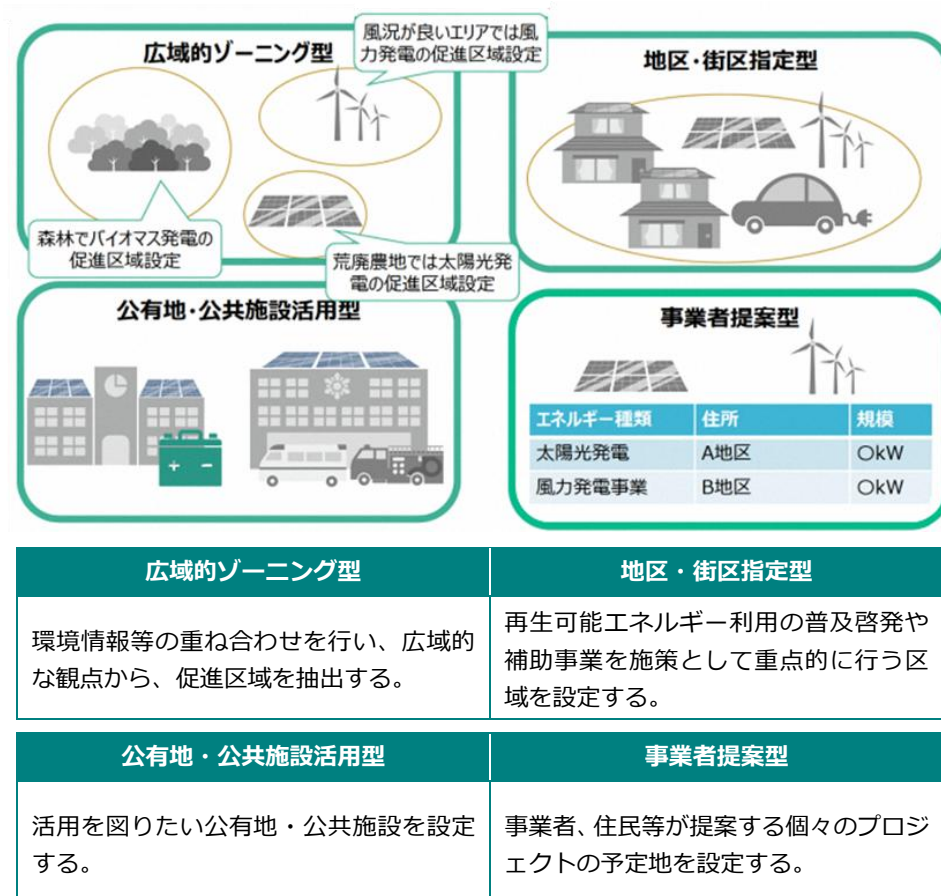 広域的ゾーニング型
風況が良いエリアでは風
力発電の促進区域設定
森林でバイオマス発電の
促進区域設定
荒廃農地では太陽光発
電の促進区域設定
地区・街区指定型
公有地・公共施設活用型
事業者提案型
エネルギー種類 住所 規模
太陽光発電 A地区 〇kW
風力発電事業 B地区 〇kW
広域的ゾーニング型 地区・街区指定型
環境情報等の重ね合わせを行い、広域的
な観点から、促進区域を抽出する。
再生可能エネルギー利用の普及啓発や
補助事業を施策として重点的に行う区
域を設定する。
公有地・公共施設活用型 事業者提案型
活用を図りたい公有地・公共施設を設定
する。
事業者、住民等が提案する個々のプロジ
ェクトの予定地を設定する。